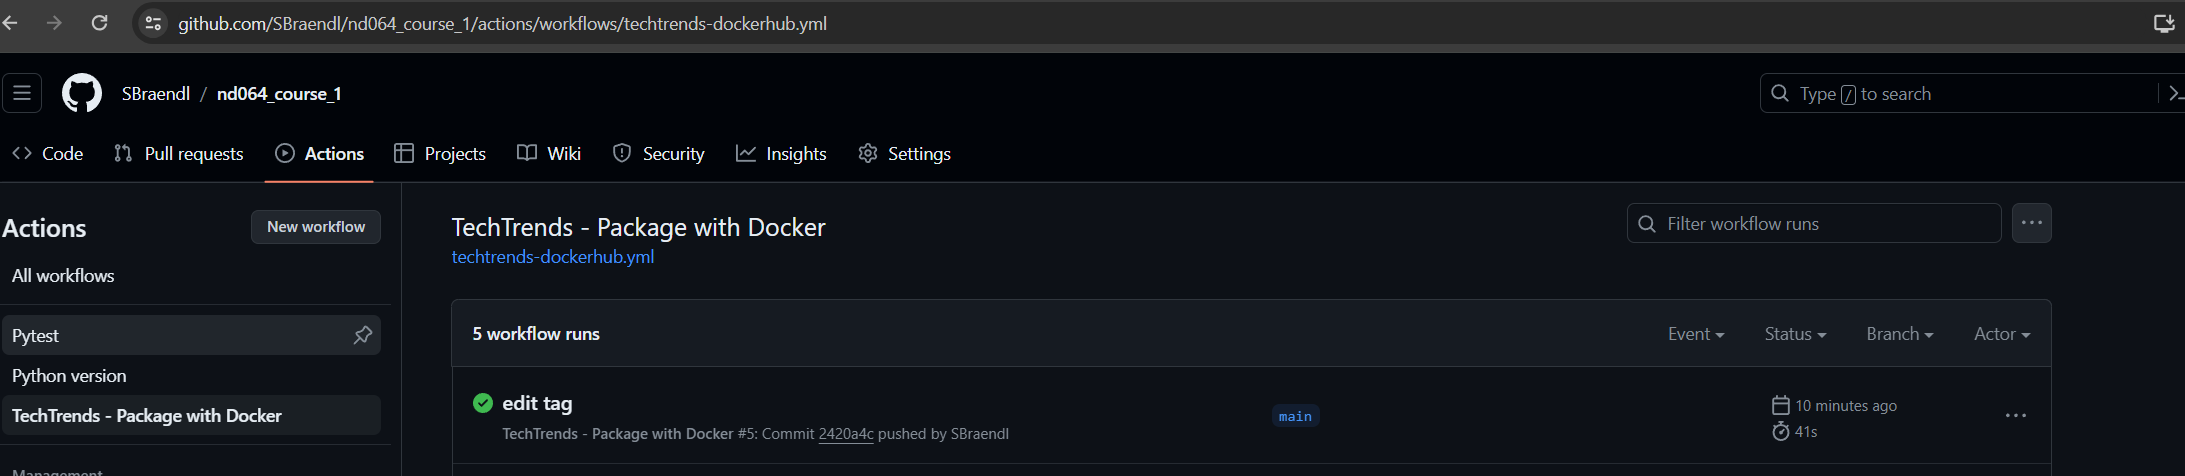 github.com/SBraendl/nd064_course_1/actions/workflows/techtrends-dockerhub.yml
SBraendl / nd064_course_1
Type / to search
Code Pull requests Actions Projects Wiki Security Insights Settings
Actions
New workflow
All workflows
Pytest
Python version
TechTrends - Package with Docker
Management
TechTrends - Package with Docker
techtrends-dockerhub.yml
Filter workflow runs
5 workflow runs
Event Status Branch Actor
edit tag
TechTrends - Package with Docker #5: Commit 2420a4c pushed by SBraendl
main
10 minutes ago
41s